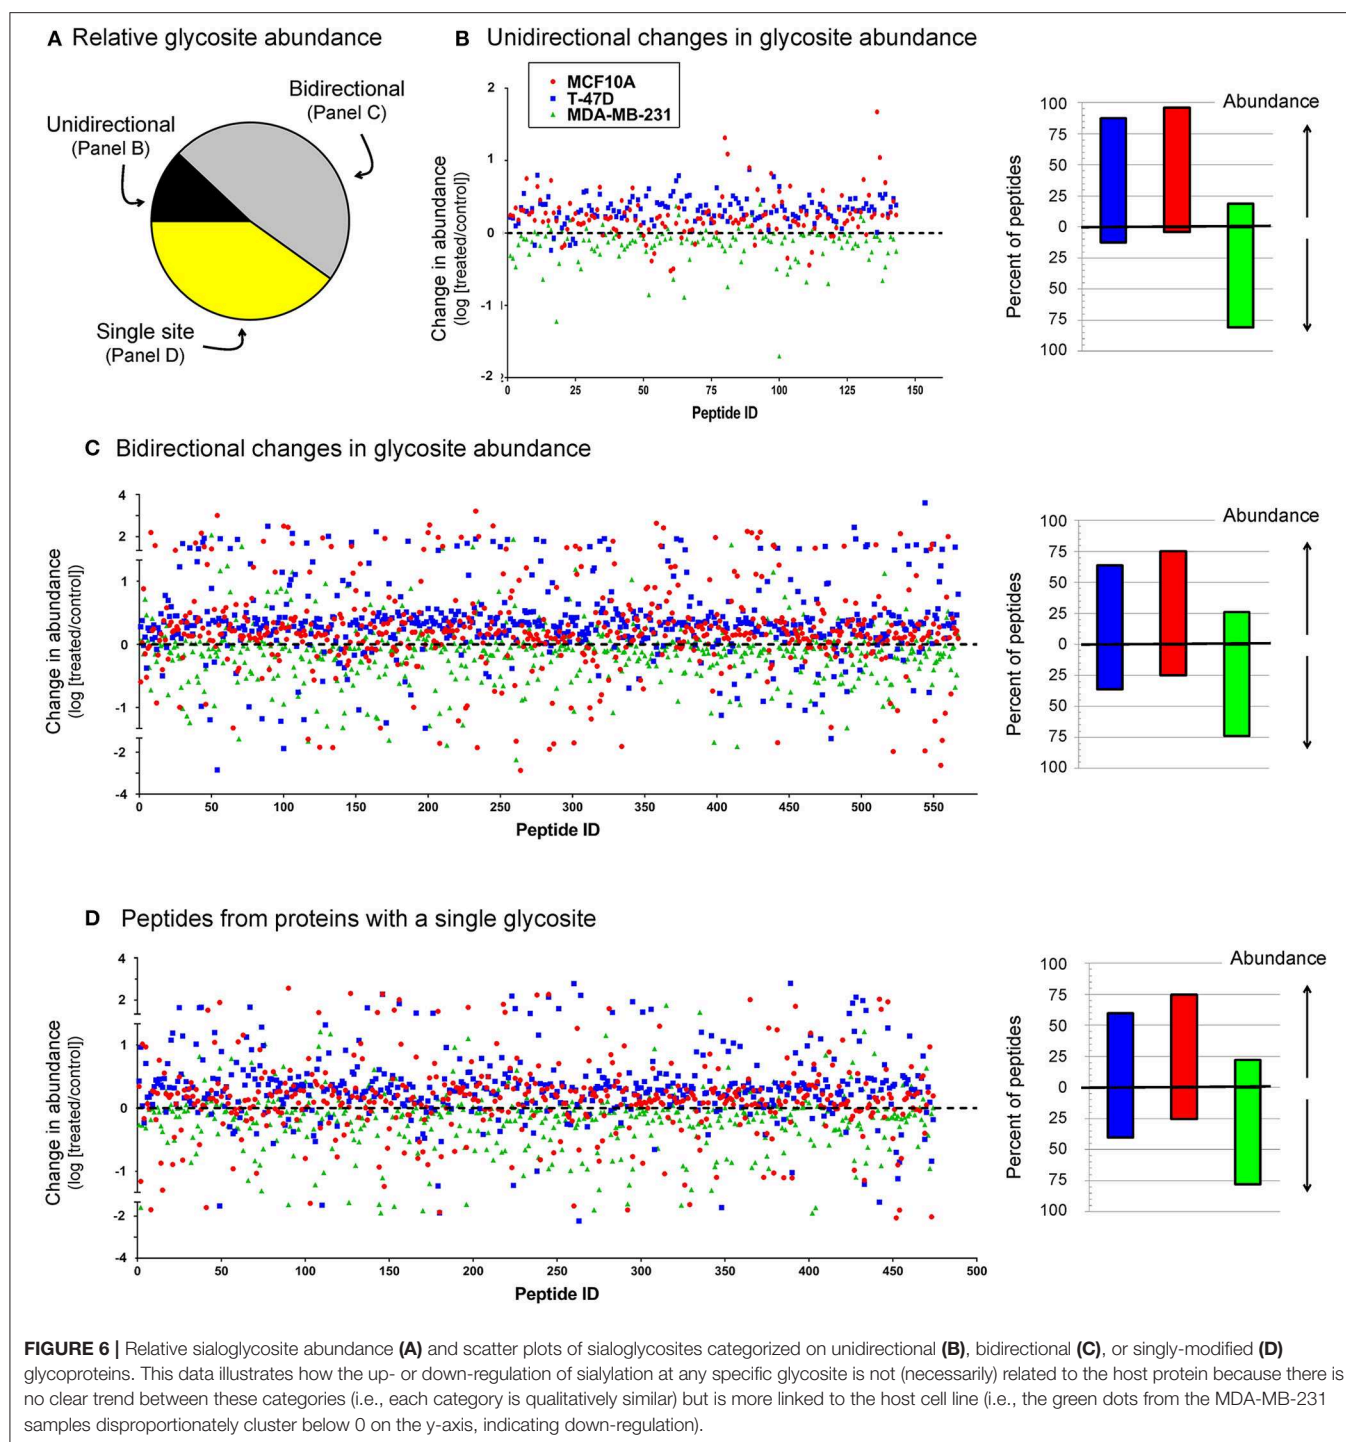 A Relative glycosite abundance
Unidirectional
(Panel B)
Bidirectional
(Panel C)
Single site
(Panel D)
B Unidirectional changes in glycosite abundance
MCF10A
T-47D
MDA-MB-231
Change in abundance
(log [treated/control])
2
1
0
-1
-2
0 25 50 75 100 125 150
Peptide ID
Abundance
Percent of peptides
100
75
50
25
0
25
50
75
100
C Bidirectional changes in glycosite abundance
Change in abundance
(log [treated/control])
4
2
1
0
-1
-2
-4
0 50 100 150 200 250 300 350 400 450 500 550
Peptide ID
Abundance
Percent of peptides
100
75
50
25
0
25
50
75
100
D Peptides from proteins with a single glycosite
Change in abundance
(log [treated/control])
4
2
1
0
-1
-2
-4
0 50 100 150 200 250 300 350 400 450 500
Peptide ID
Abundance
Percent of peptides
100
75
50
25
0
25
50
75
100
FIGURE 6 | Relative sialoglycosite abundance (A) and scatter plots of sialoglycosites categorized on unidirectional (B), bidirectional (C), or singly-modified (D)
glycoproteins. This data illustrates how the up- or down-regulation of sialylation at any specific glycosite is not (necessarily) related to the host protein because there is
no clear trend between these categories (i.e., each category is qualitatively similar) but is more linked to the host cell line (i.e., the green dots from the MDA-MB-231
samples disproportionately cluster below 0 on the y-axis, indicating down-regulation).